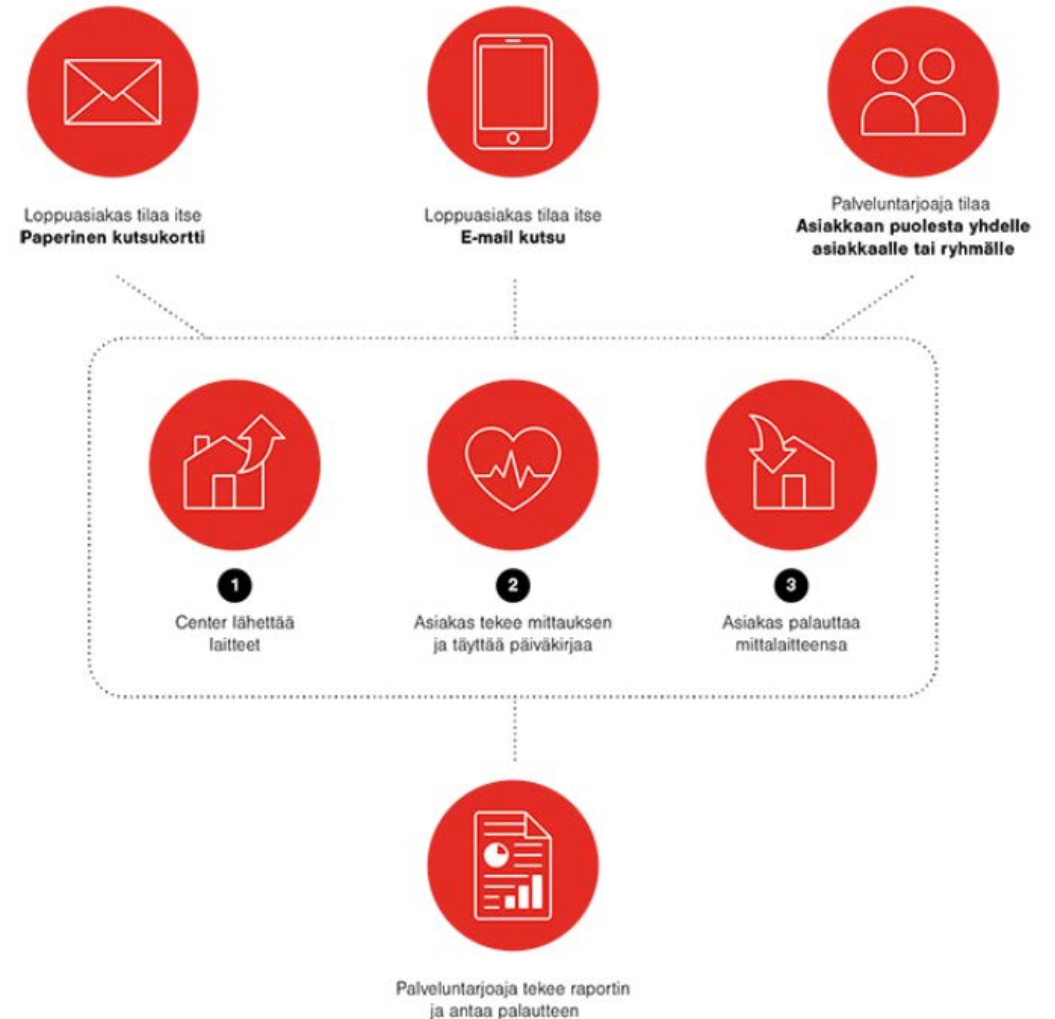 Loppuasiakas tilaa itse
Paperinen kutsukortti
Loppuasiakas tilaa itse
E-mail kutsu
Palveluntarjoaja tilaa
Asiakkaan puolesta yhdelle
asiakkaalle tai ryhmälle
1
Center lähettää
laitteet
2
Asiakas tekee mittauksen
ja täyttää päiväkirjaa
3
Asiakas palauttaa
mittalaitteensa
Palveluntarjoaja tekee raportin
ja antaa palautteen